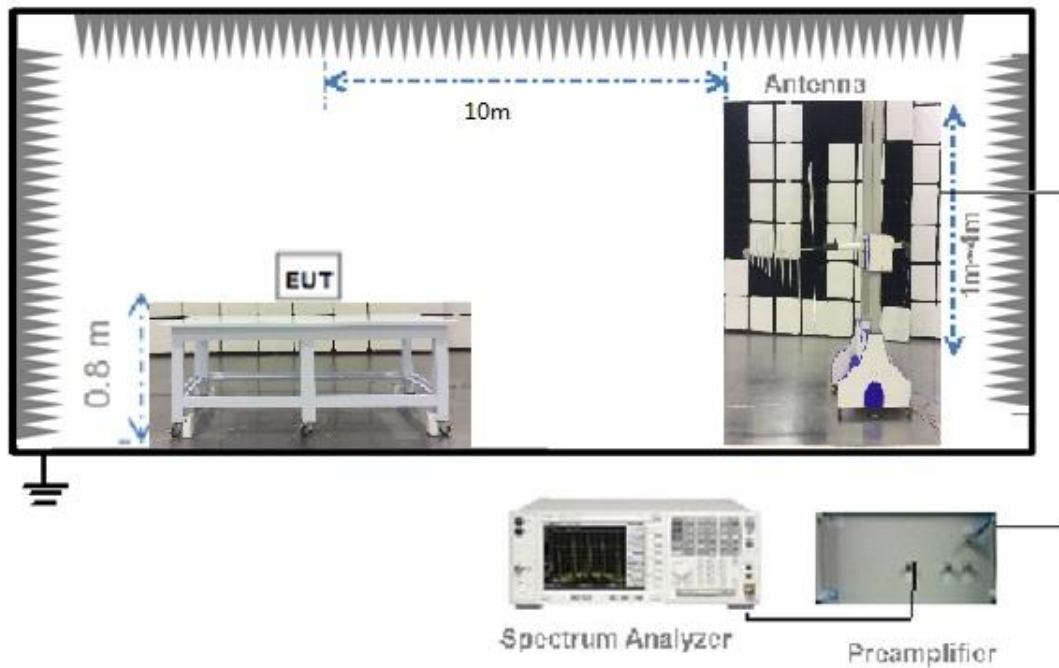 10m
Antenna
EUT
0.8 m
1m~4m
Spectrum Analyzer
Preamplifier